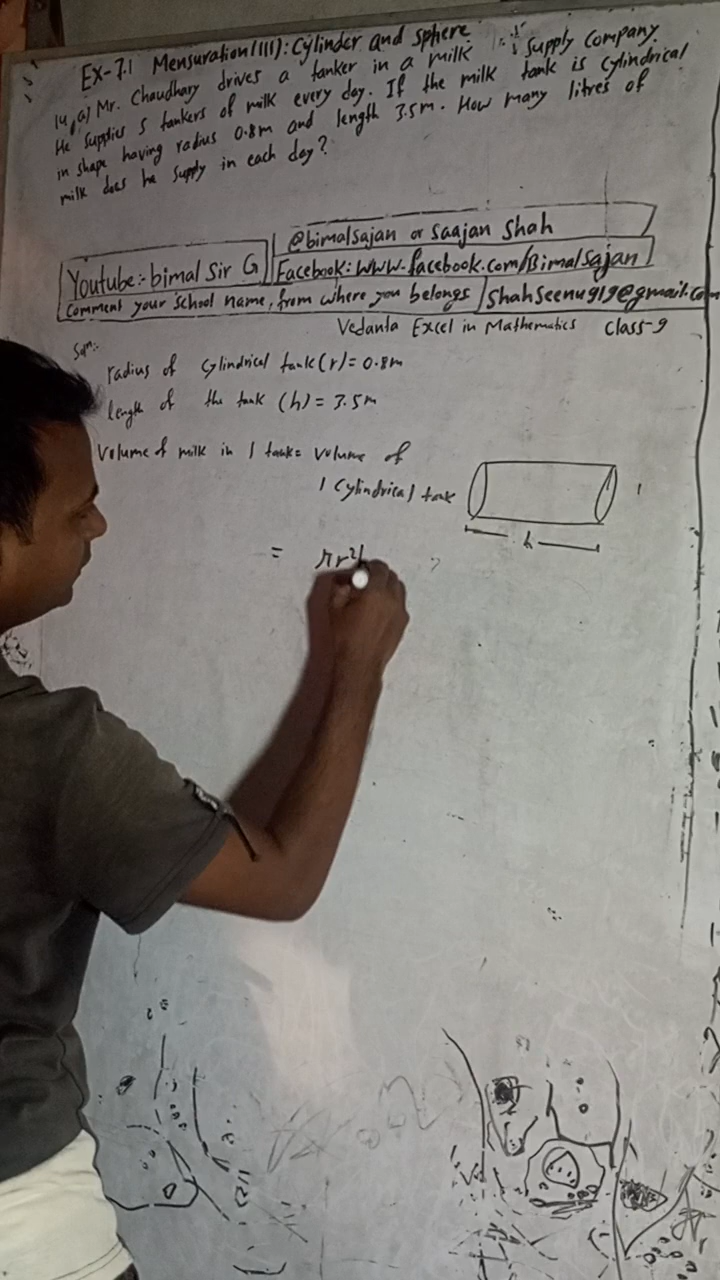 Ex-7.1 Mensuration(III): Cylinder and sphere
14. a) Mr. Chaudhary drives a tanker in a milk supply company.
He supplies 5 tankers of milk every day. If the milk tank is cylindrical
in shape having radius 0.8m and length 3.5m. How many litres of
milk does he supply in each day?
@bimalsajan or saajan shah
Youtube:- bimal Sir G
Facebook: www.facebook.com/Bimalsajan
Comment your school name, from where you belongs
shahseenu919@gmail.com
Vedanta Excel in Mathematics class-9
Soln:
radius of cylindrical tank (r) = 0.8m
length of the tank (h) = 3.5m
Volume of milk in 1 tank = volume of
1 cylindrical tank
h
= πr²h